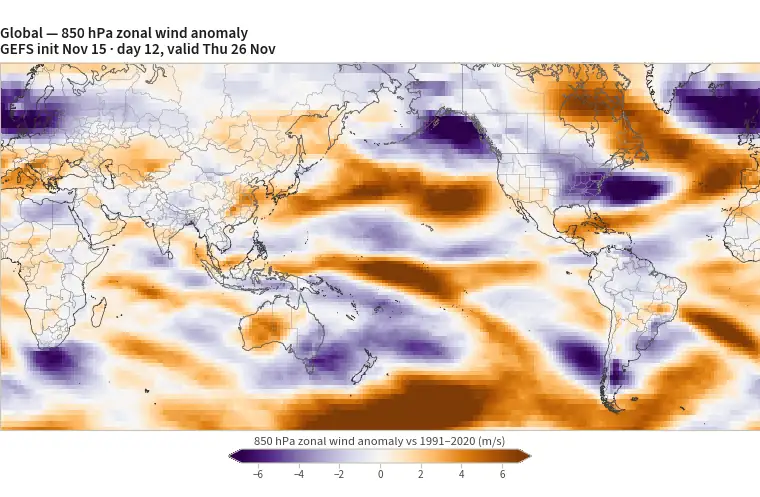 Global — 850 hPa zonal wind anomaly
GEFS init Nov 15 · day 12, valid Thu 26 Nov
850 hPa zonal wind anomaly vs 1991–2020 (m/s)
−6 −4 −2 0 2 4 6